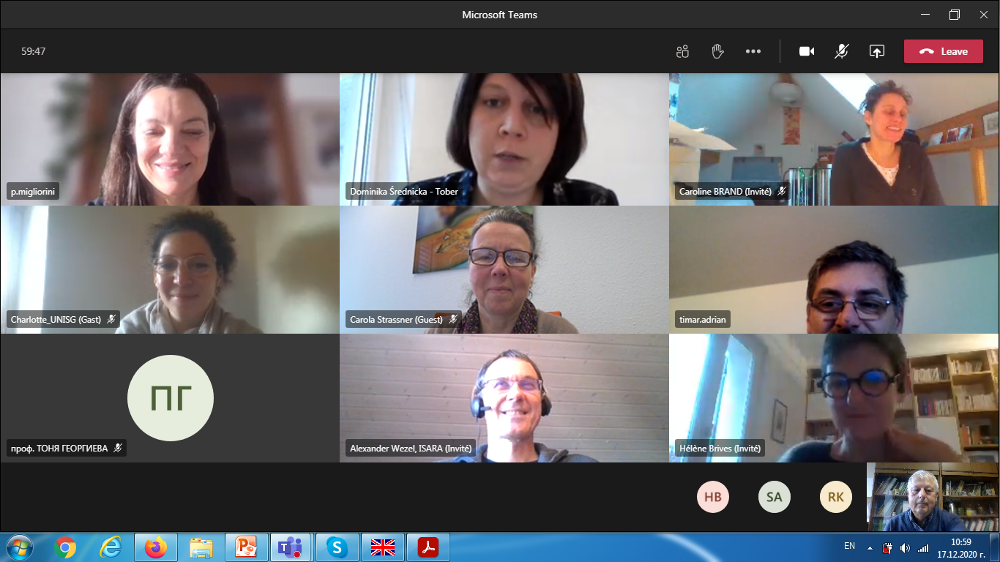 Microsoft Teams
59:47
Leave
p.migliorini
Dominika Średnicka - Tober
Caroline BRAND (Invité)
Charlotte_UNISG (Gast)
Carola Strassner (Guest)
timar.adrian
ПГ
проф. ТОНЯ ГЕОРГИЕВА
Alexander Wezel, ISARA (Invité)
Hélène Brives (Invité)
HB
SA
RK
EN
10:59
17.12.2020 г.